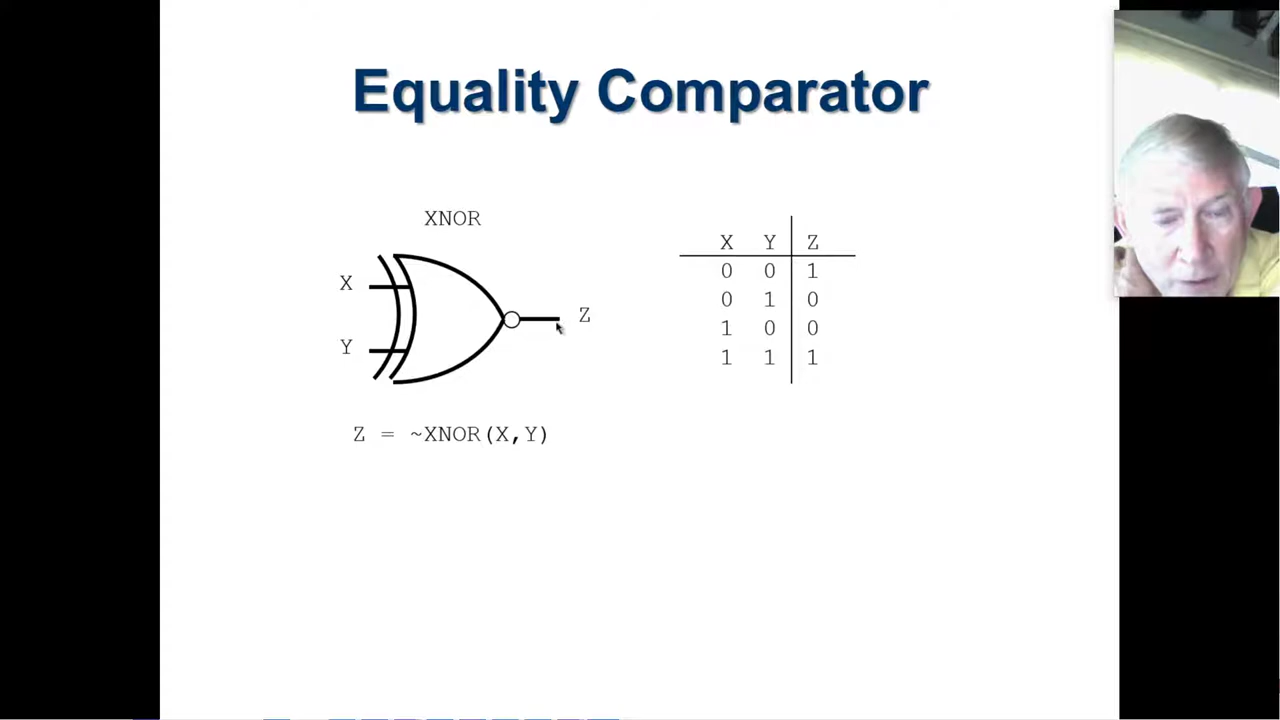 Equality Comparator
XNOR
X
Y
Z
Z = ~XNOR(X,Y)
X Y Z
0 0 1
0 1 0
1 0 0
1 1 1